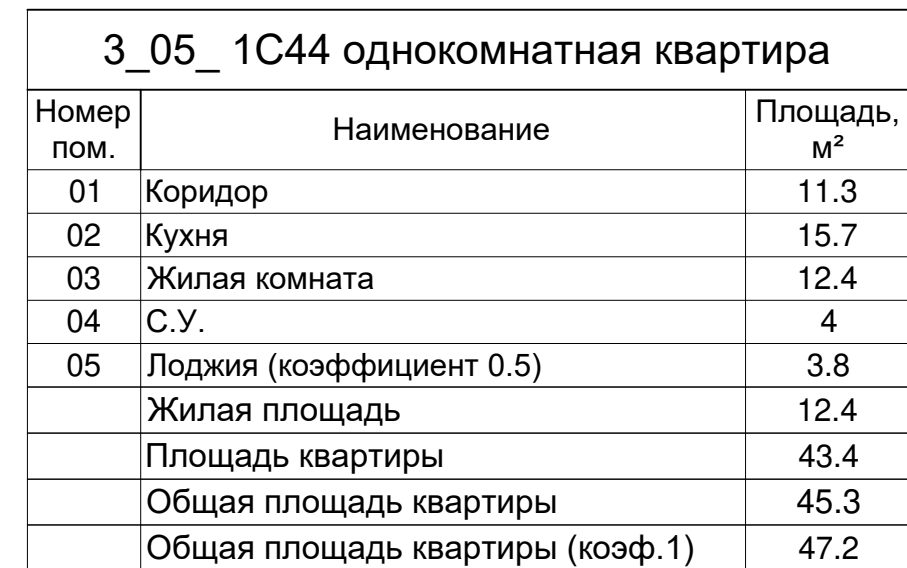 3_05_ 1С44 однокомнатная квартира
Номер пом. Наименование Площадь, м²
01 Коридор 11.3
02 Кухня 15.7
03 Жилая комната 12.4
04 С.У. 4
05 Лоджия (коэффициент 0.5) 3.8
Жилая площадь 12.4
Площадь квартиры 43.4
Общая площадь квартиры 45.3
Общая площадь квартиры (коэф.1) 47.2